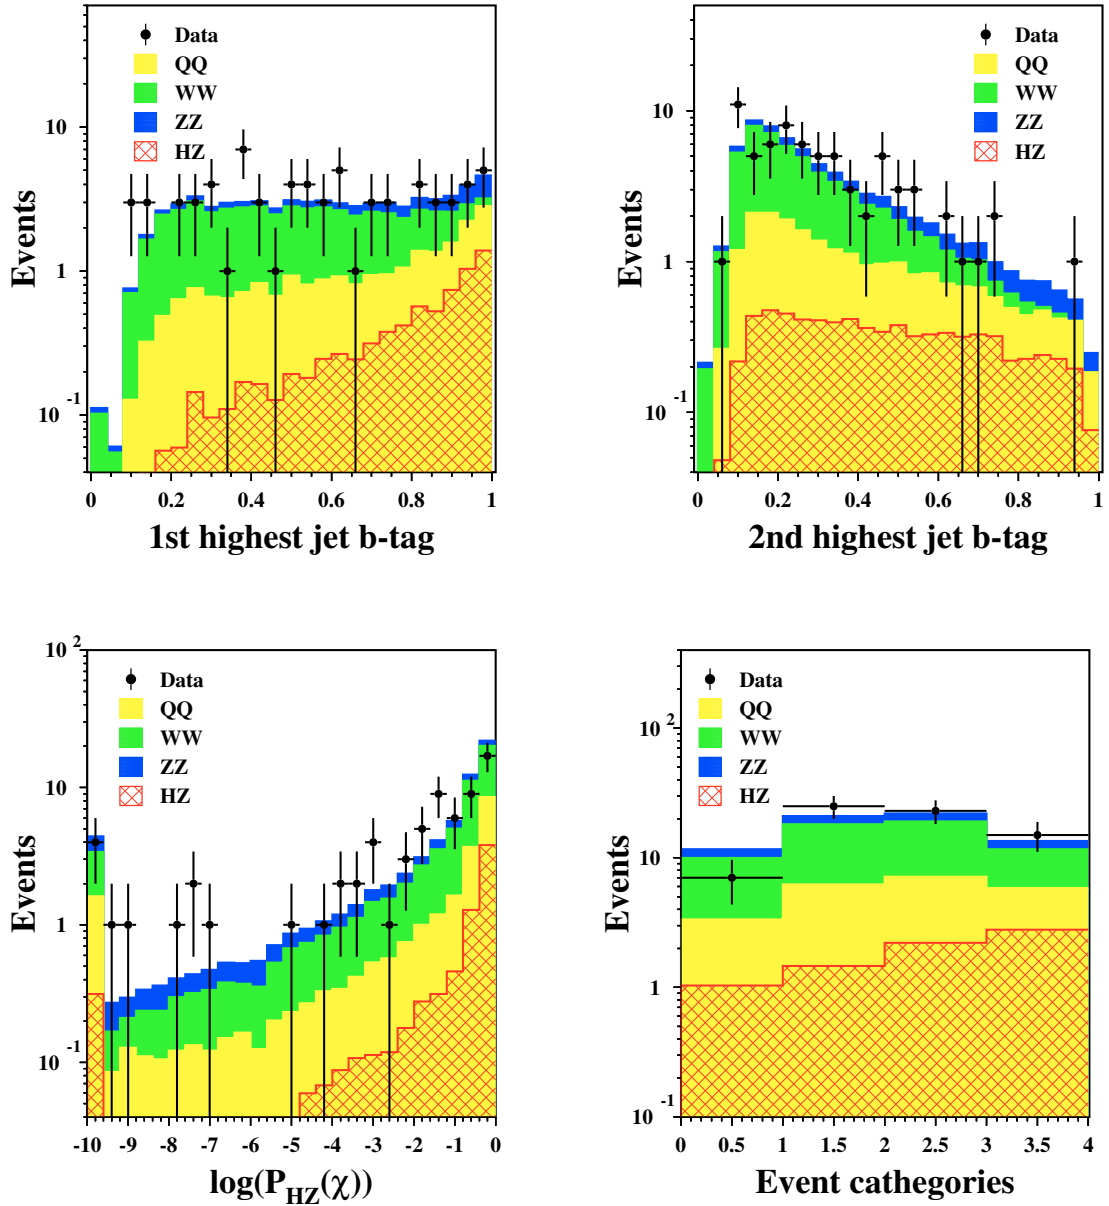 Events
10
1
10 -1
Data
QQ
WW
ZZ
HZ
0 0.2 0.4 0.6 0.8 1
1st highest jet b-tag
Events
10
1
10 -1
Data
QQ
WW
ZZ
HZ
0 0.2 0.4 0.6 0.8 1
2nd highest jet b-tag
Events
10 2
10
1
10 -1
Data
QQ
WW
ZZ
HZ
-10 -9 -8 -7 -6 -5 -4 -3 -2 -1 0
log(PHZ(χ))
Events
10 2
10
1
10 -1
Data
QQ
WW
ZZ
HZ
0 0.5 1 1.5 2 2.5 3 3.5 4
Event cathegories